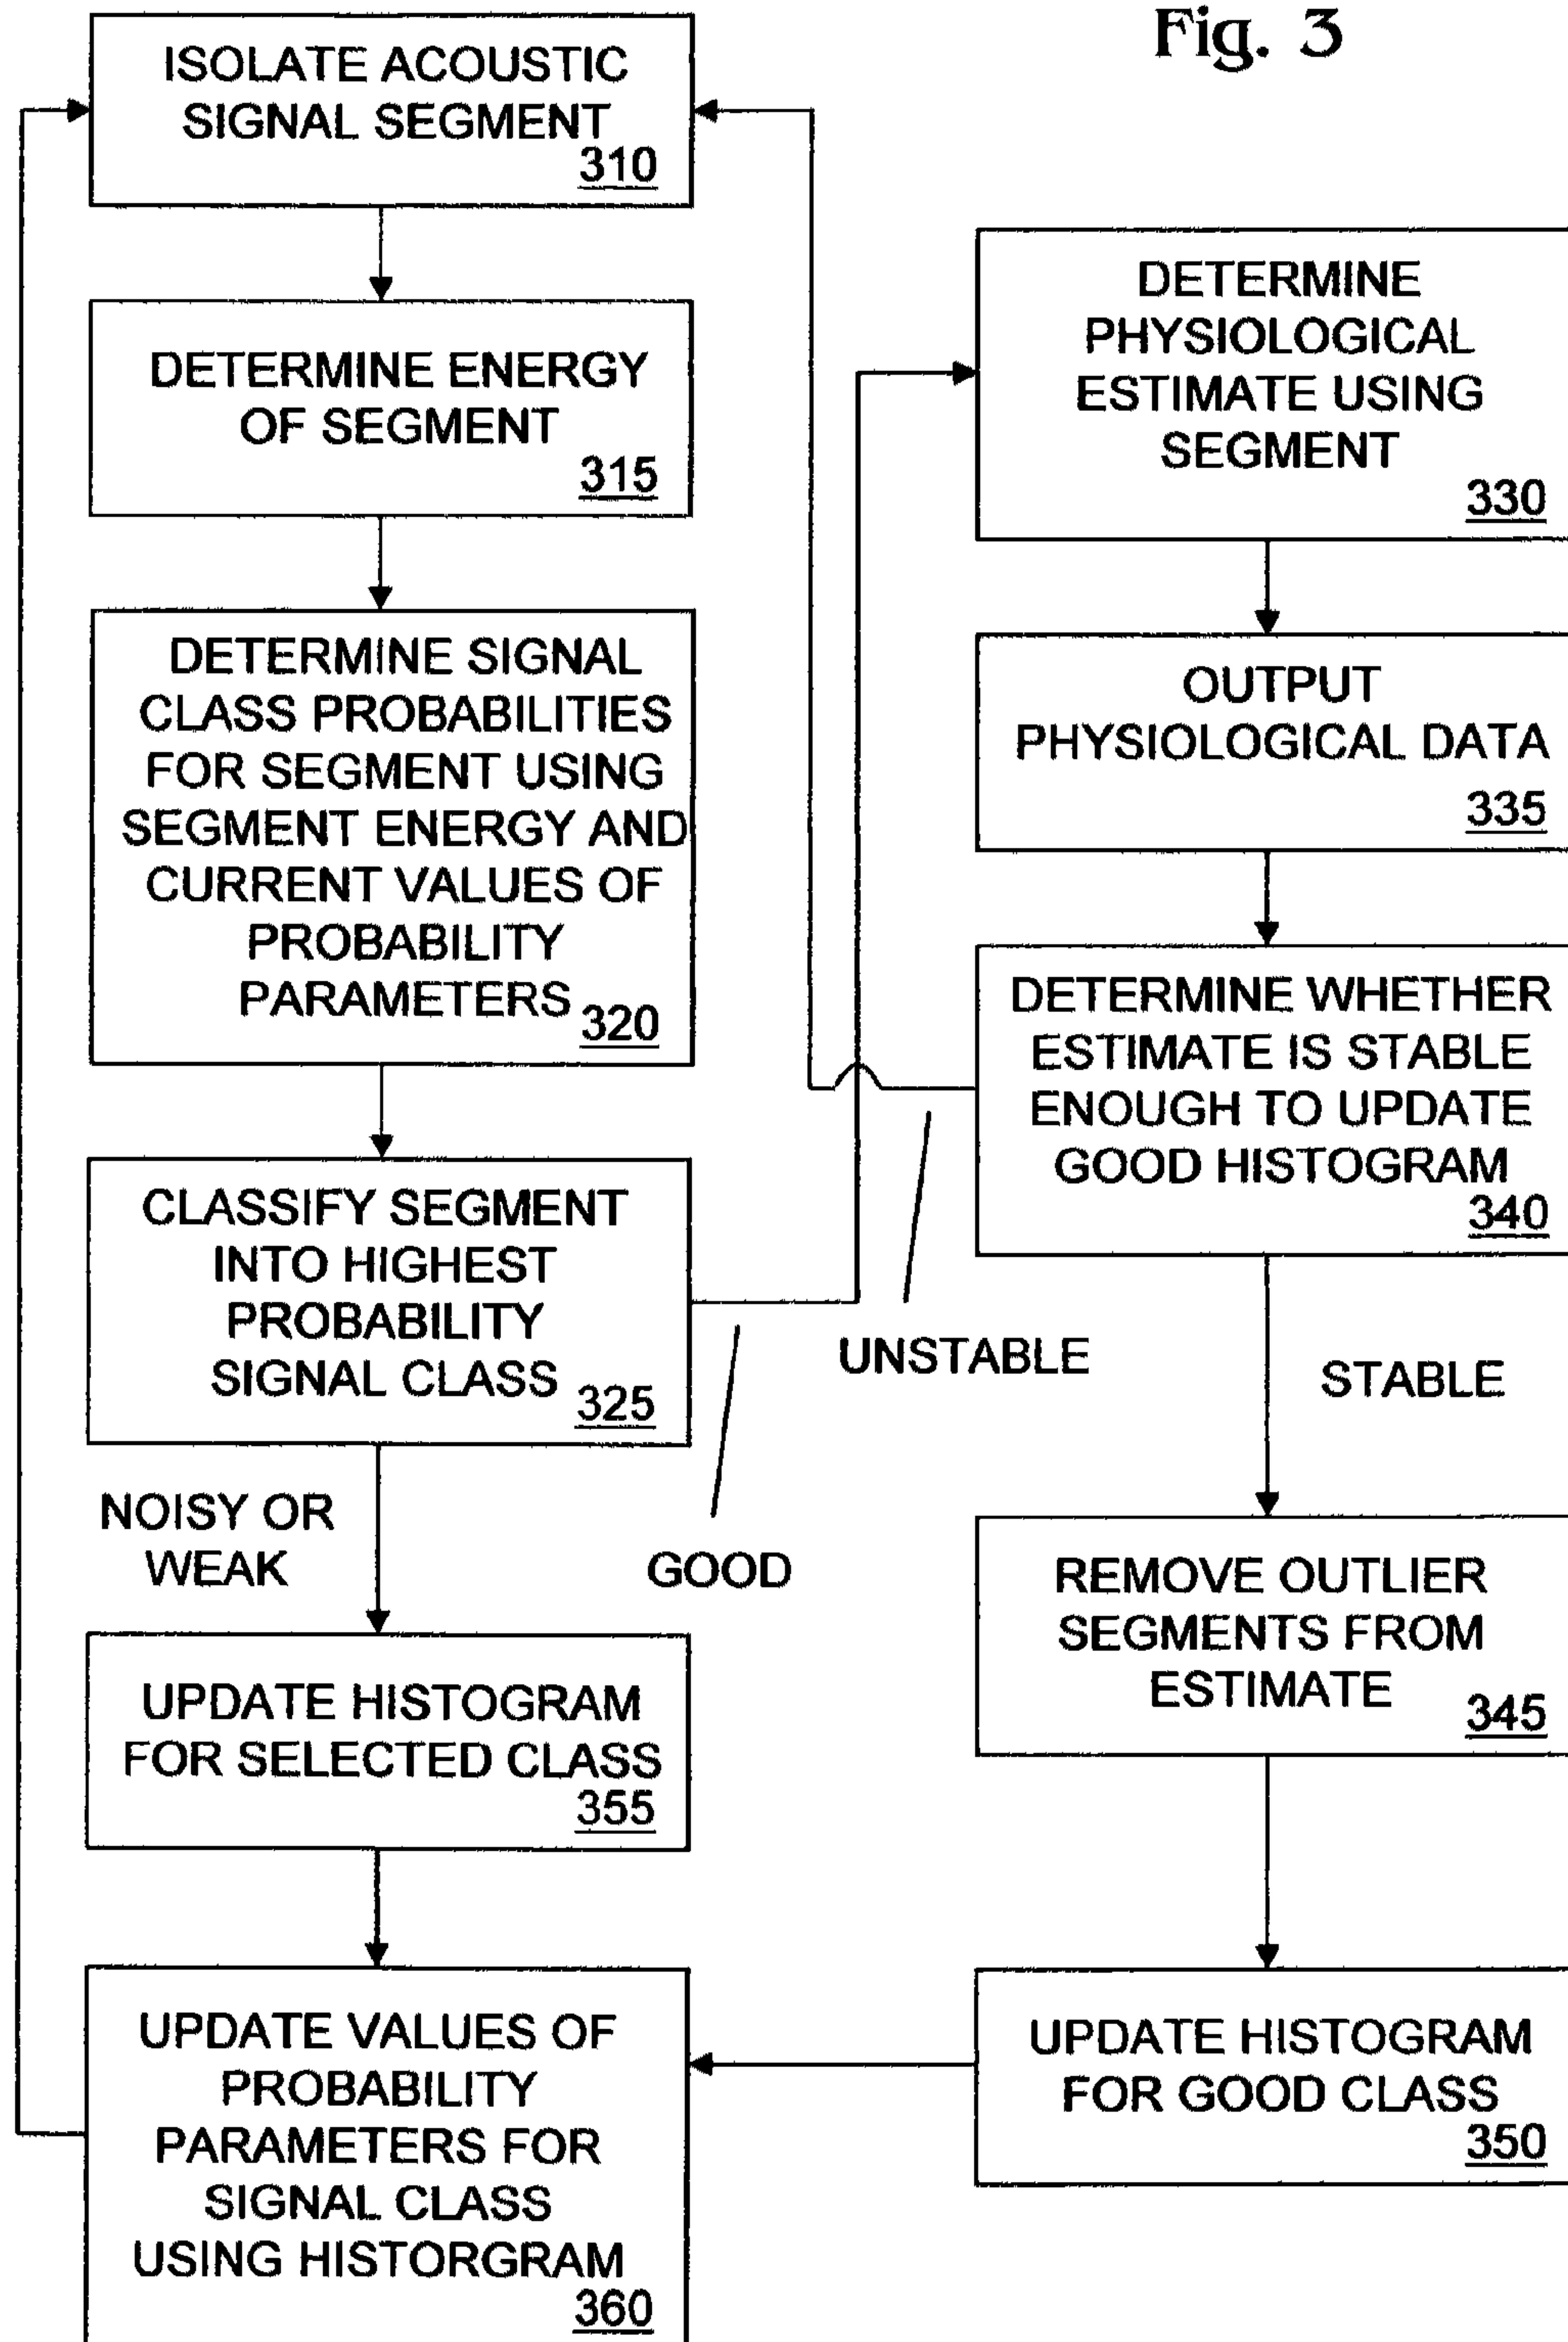 Fig. 3
ISOLATE ACOUSTIC
SIGNAL SEGMENT
310
DETERMINE ENERGY
OF SEGMENT
315
DETERMINE SIGNAL
CLASS PROBABILITIES
FOR SEGMENT USING
SEGMENT ENERGY AND
CURRENT VALUES OF
PROBABILITY
PARAMETERS
320
CLASSIFY SEGMENT
INTO HIGHEST
PROBABILITY
SIGNAL CLASS
325
NOISY OR
WEAK
GOOD
UPDATE HISTOGRAM
FOR SELECTED CLASS
355
UPDATE VALUES OF
PROBABILITY
PARAMETERS FOR
SIGNAL CLASS
USING HISTORGRAM
360
DETERMINE
PHYSIOLOGICAL
ESTIMATE USING
SEGMENT
330
OUTPUT
PHYSIOLOGICAL DATA
335
DETERMINE WHETHER
ESTIMATE IS STABLE
ENOUGH TO UPDATE
GOOD HISTOGRAM
340
UNSTABLE
STABLE
REMOVE OUTLIER
SEGMENTS FROM
ESTIMATE
345
UPDATE HISTOGRAM
FOR GOOD CLASS
350